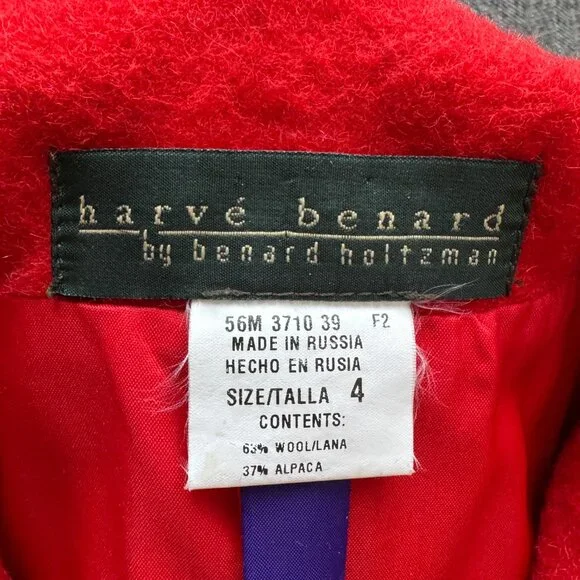 harvé benard
by benard holtzman
56M 3710 39 F2
MADE IN RUSSIA
HECHO EN RUSIA
SIZE/TALLA 4
CONTENTS:
63% WOOL/LANA
37% ALPACA